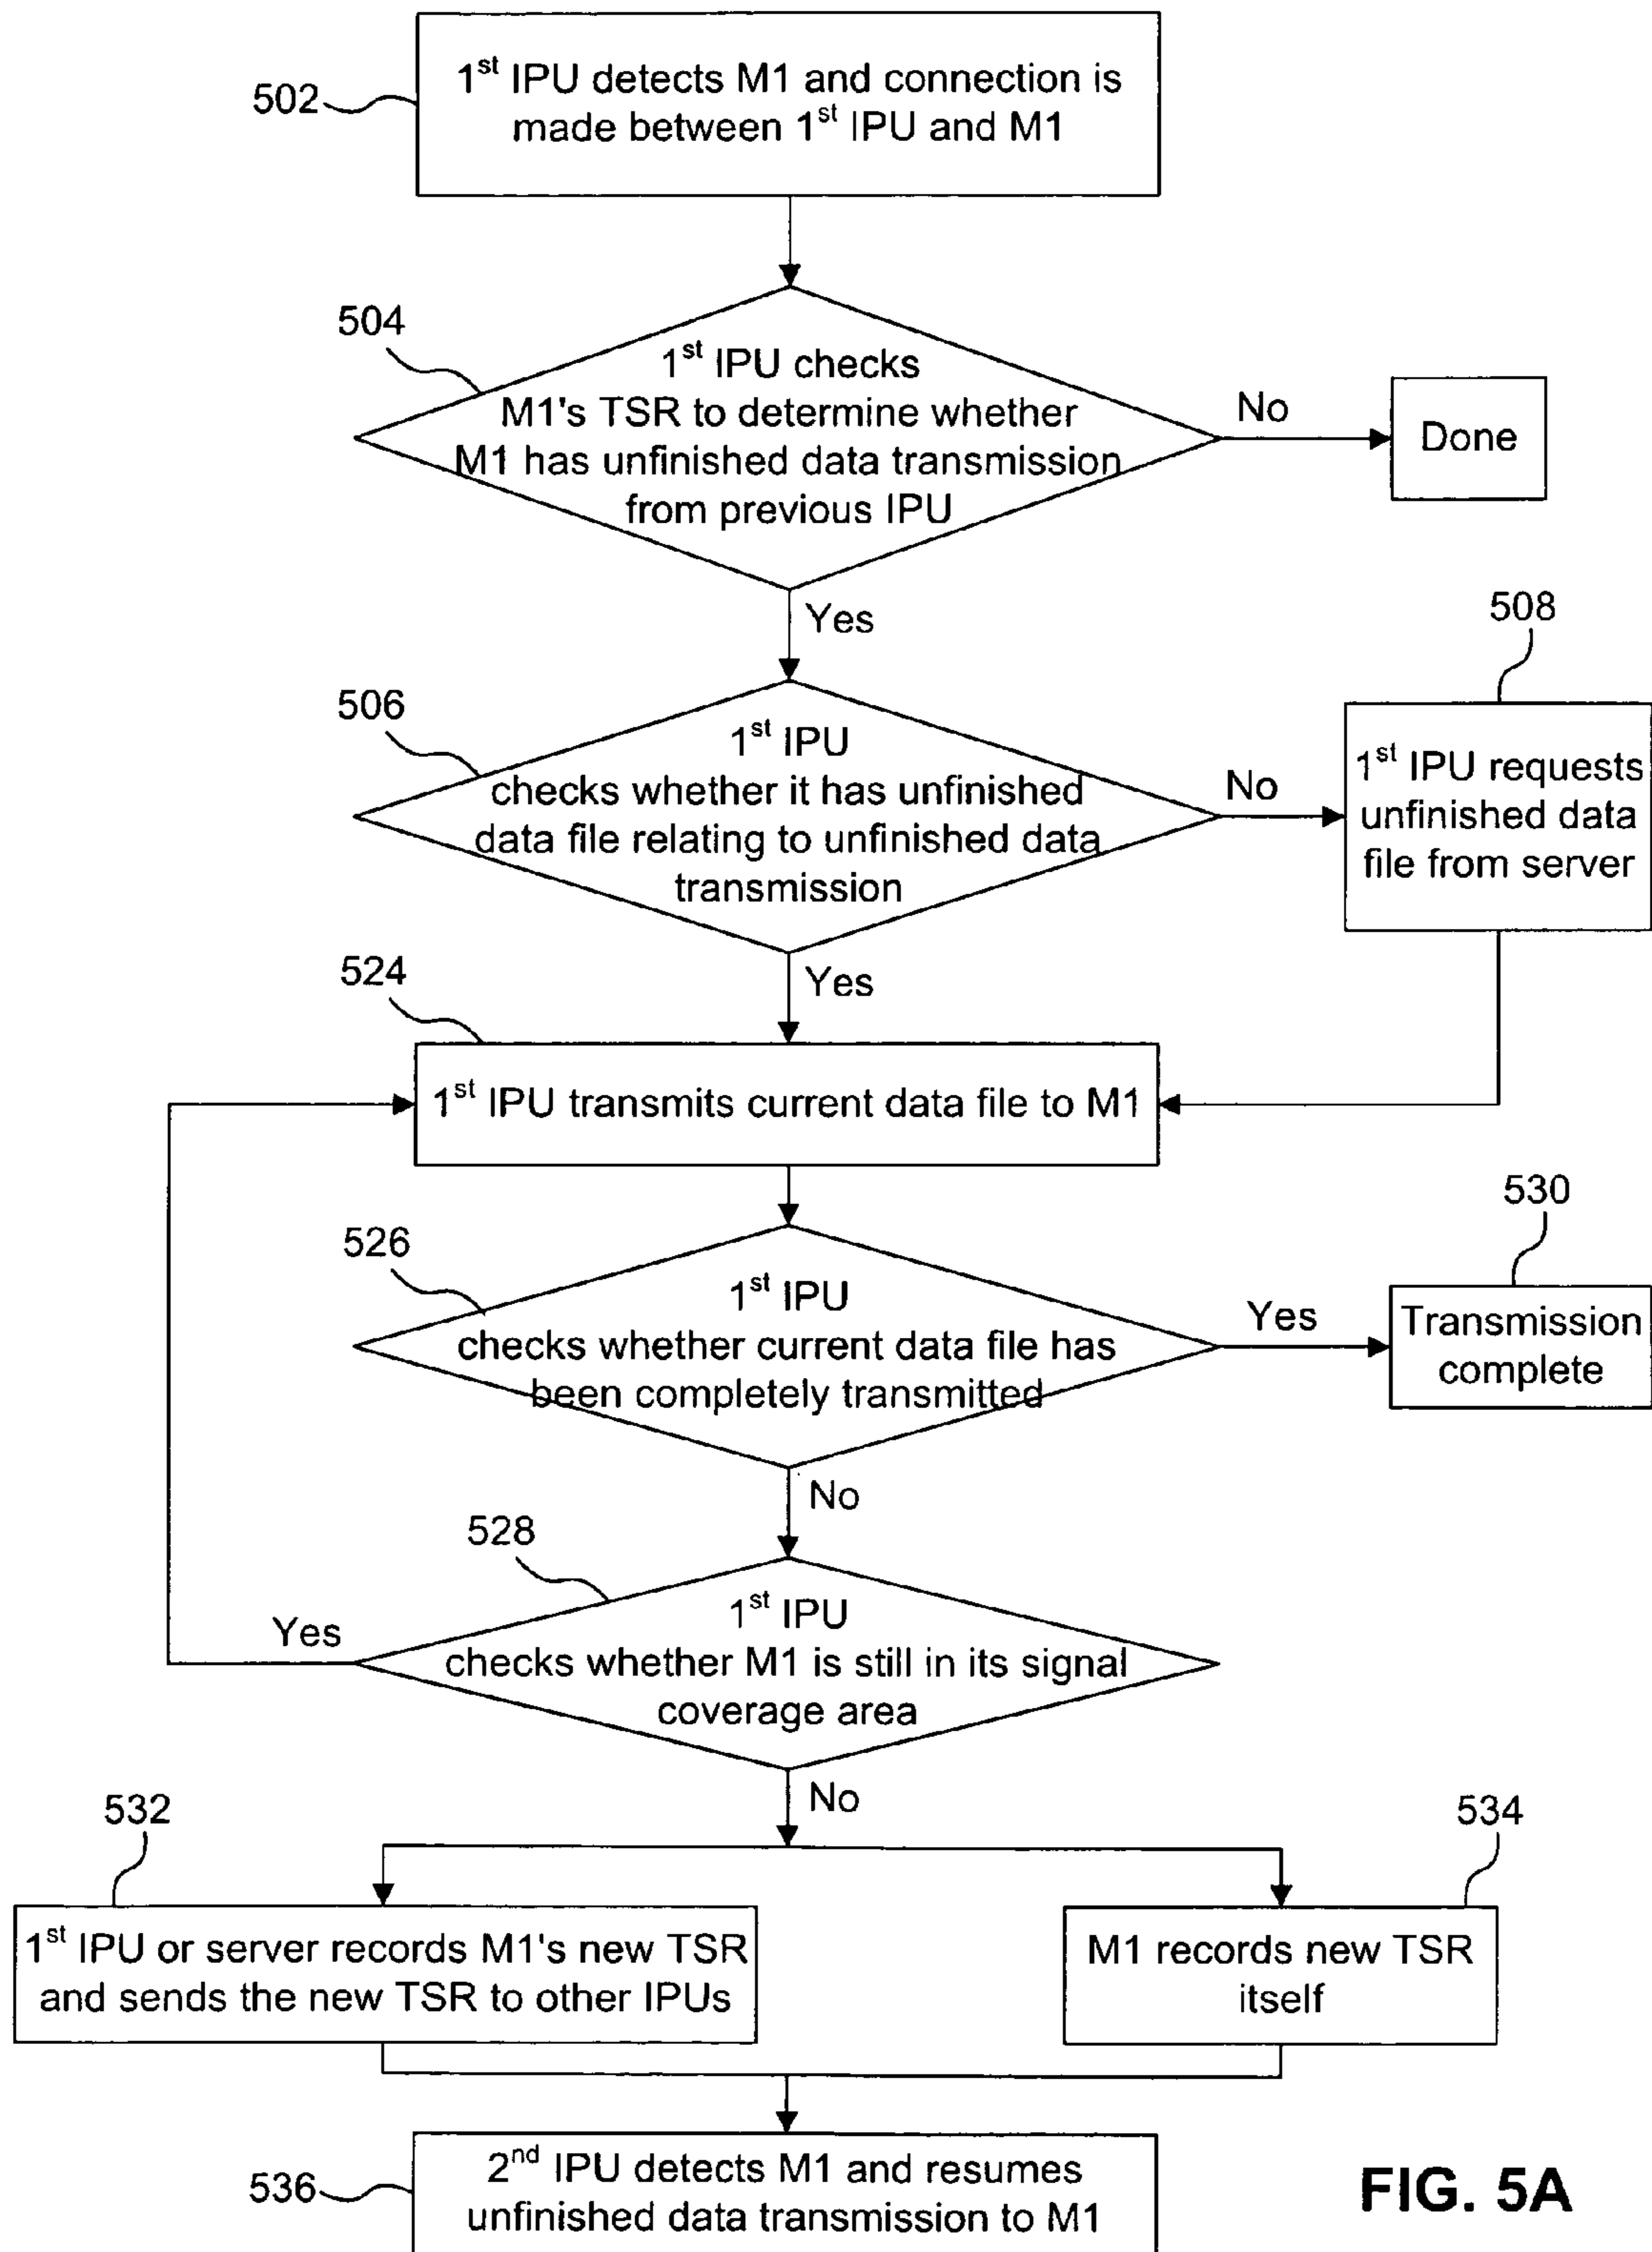 1st IPU detects M1 and connection is
made between 1st IPU and M1
502
504
1st IPU checks
M1's TSR to determine whether
M1 has unfinished data transmission
from previous IPU
No
Done
Yes
508
506
1st IPU
checks whether it has unfinished
data file relating to unfinished data
transmission
No
1st IPU requests
unfinished data
file from server
Yes
524
1st IPU transmits current data file to M1
530
526
1st IPU
checks whether current data file has
been completely transmitted
Yes
Transmission
complete
No
528
1st IPU
checks whether M1 is still in its signal
coverage area
Yes
No
532
534
1st IPU or server records M1's new TSR
and sends the new TSR to other IPUs
M1 records new TSR
itself
536
2nd IPU detects M1 and resumes
unfinished data transmission to M1
FIG. 5A